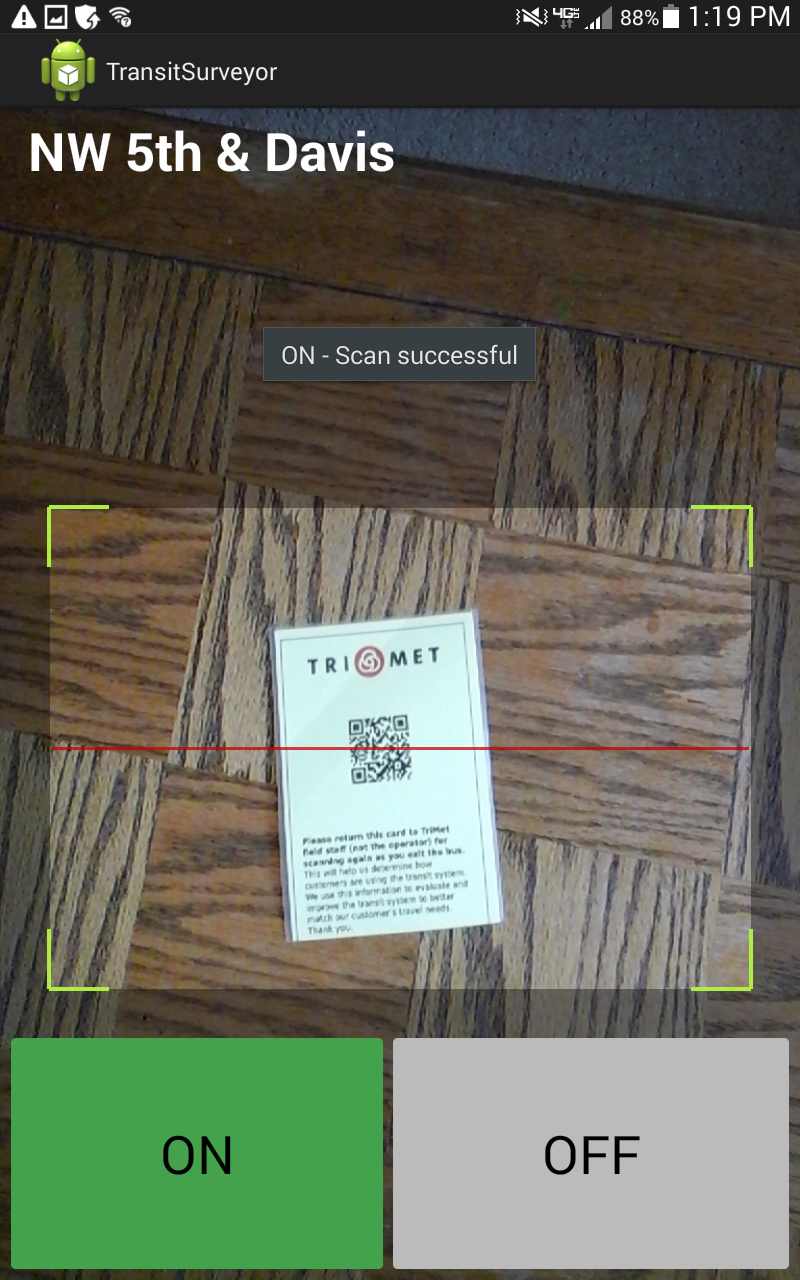 4G 88% 1:19 PM
TransitSurveyor
NW 5th & Davis
ON - Scan successful
TRI MET
Please return this card to TriMet
field staff (not the operator) for
scanning again as you exit the bus.
This will help us determine how
customers are using the transit system.
We use this information to evaluate and
improve the transit system to better
match our customer's travel needs.
Thank you.
ON OFF